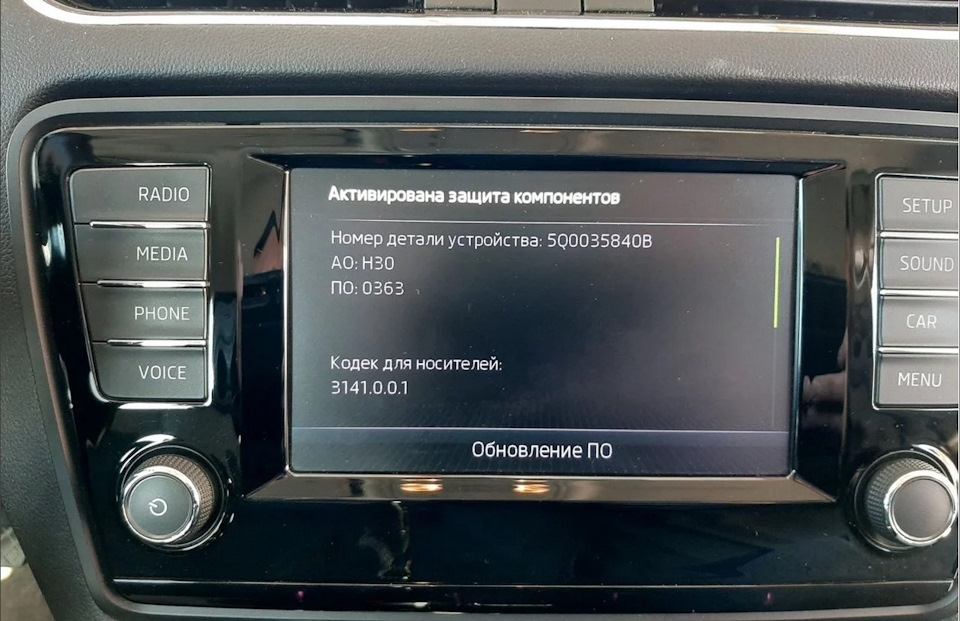 RADIO
MEDIA
PHONE
VOICE
Активирована защита компонентов
Номер детали устройства: 5Q0035840B
АО: H30
ПО: 0363
Кодек для носителей:
3141.0.0.1
Обновление ПО
SETUP
SOUND
CAR
MENU